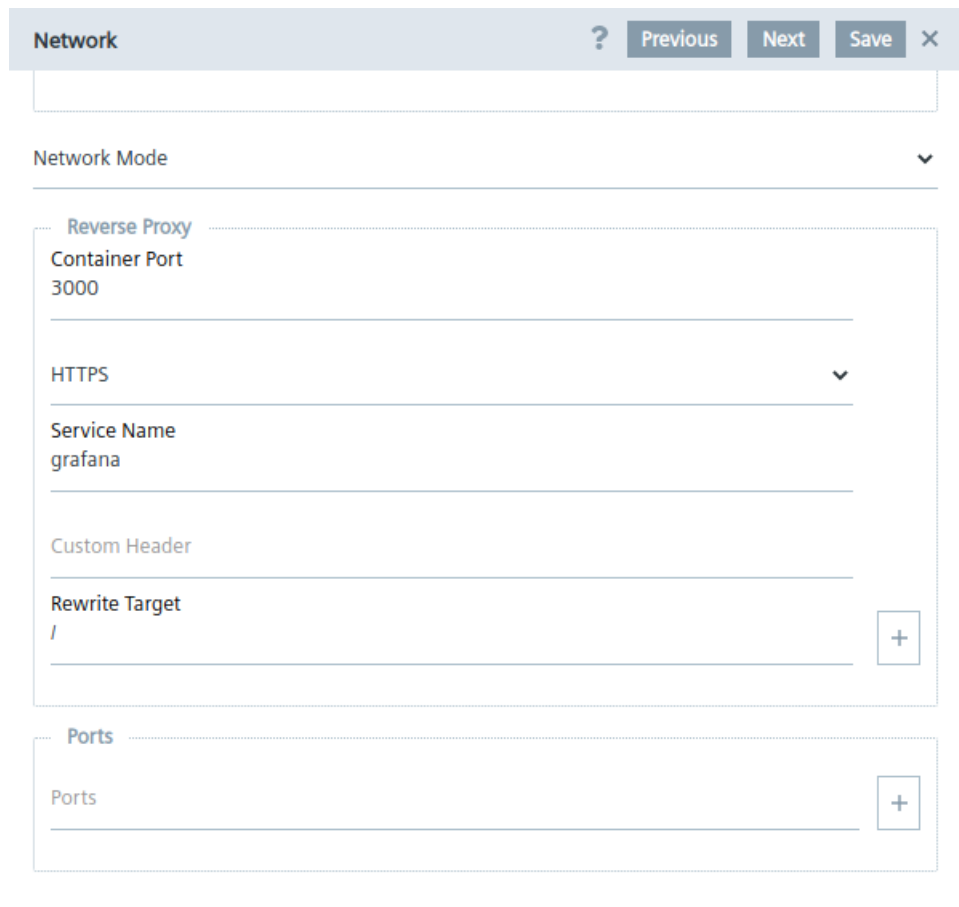 Network ? Previous Next Save ×
Network Mode
Reverse Proxy
Container Port
3000
HTTPS
Service Name
grafana
Custom Header
Rewrite Target
/
+
Ports
Ports
+